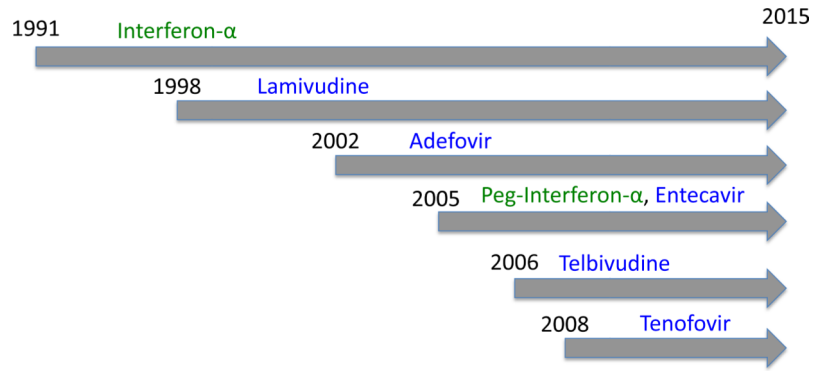 1991 Interferon-α 2015
1998 Lamivudine
2002 Adefovir
2005 Peg-Interferon-α, Entecavir
2006 Telbivudine
2008 Tenofovir